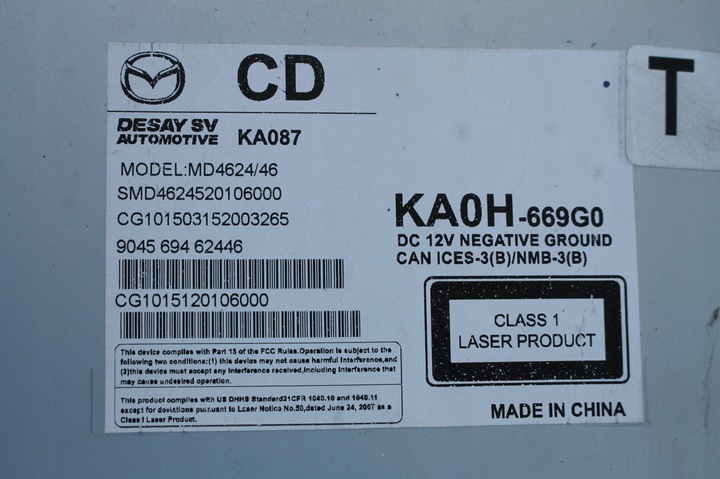 CD
T
DESAY SV
AUTOMOTIVE KA087
MODEL:MD4624/46
SMD4624520106000
CG101503152003265
9045 694 62446
CG1015120106000
This device complies with Part 15 of the FCC Rules.Operation is subject to the
following two conditions:(1) this device may not cause harmful interference,and
(2)this device must accept any interference received,including interference that
may cause undesired operation.
This product complies with US DHHS Standard21CFR 1040.10 and 1040.11
except for deviations pursuant to Laser Notice No.50,dated June 24, 2007 as a
Class I Laser Product.
KA0H-669G0
DC 12V NEGATIVE GROUND
CAN ICES-3(B)/NMB-3(B)
CLASS 1
LASER PRODUCT
MADE IN CHINA